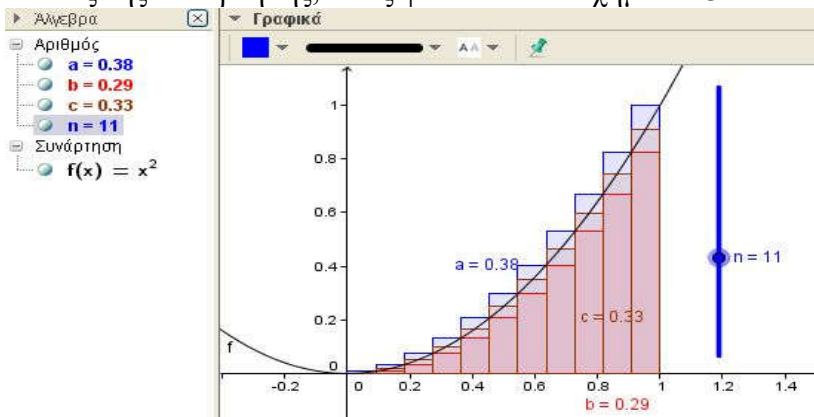 Άλγεβρα
Γραφικά
Αριθμός
a = 0.38
b = 0.29
c = 0.33
n = 11
Συνάρτηση
f(x) = x²
AA
1
0.8
0.6
0.4
0.2
0
a = 0.38
c = 0.33
n = 11
f
-0.2
0
0.2
0.4
0.6
0.8
1
1.2
1.4
b = 0.29